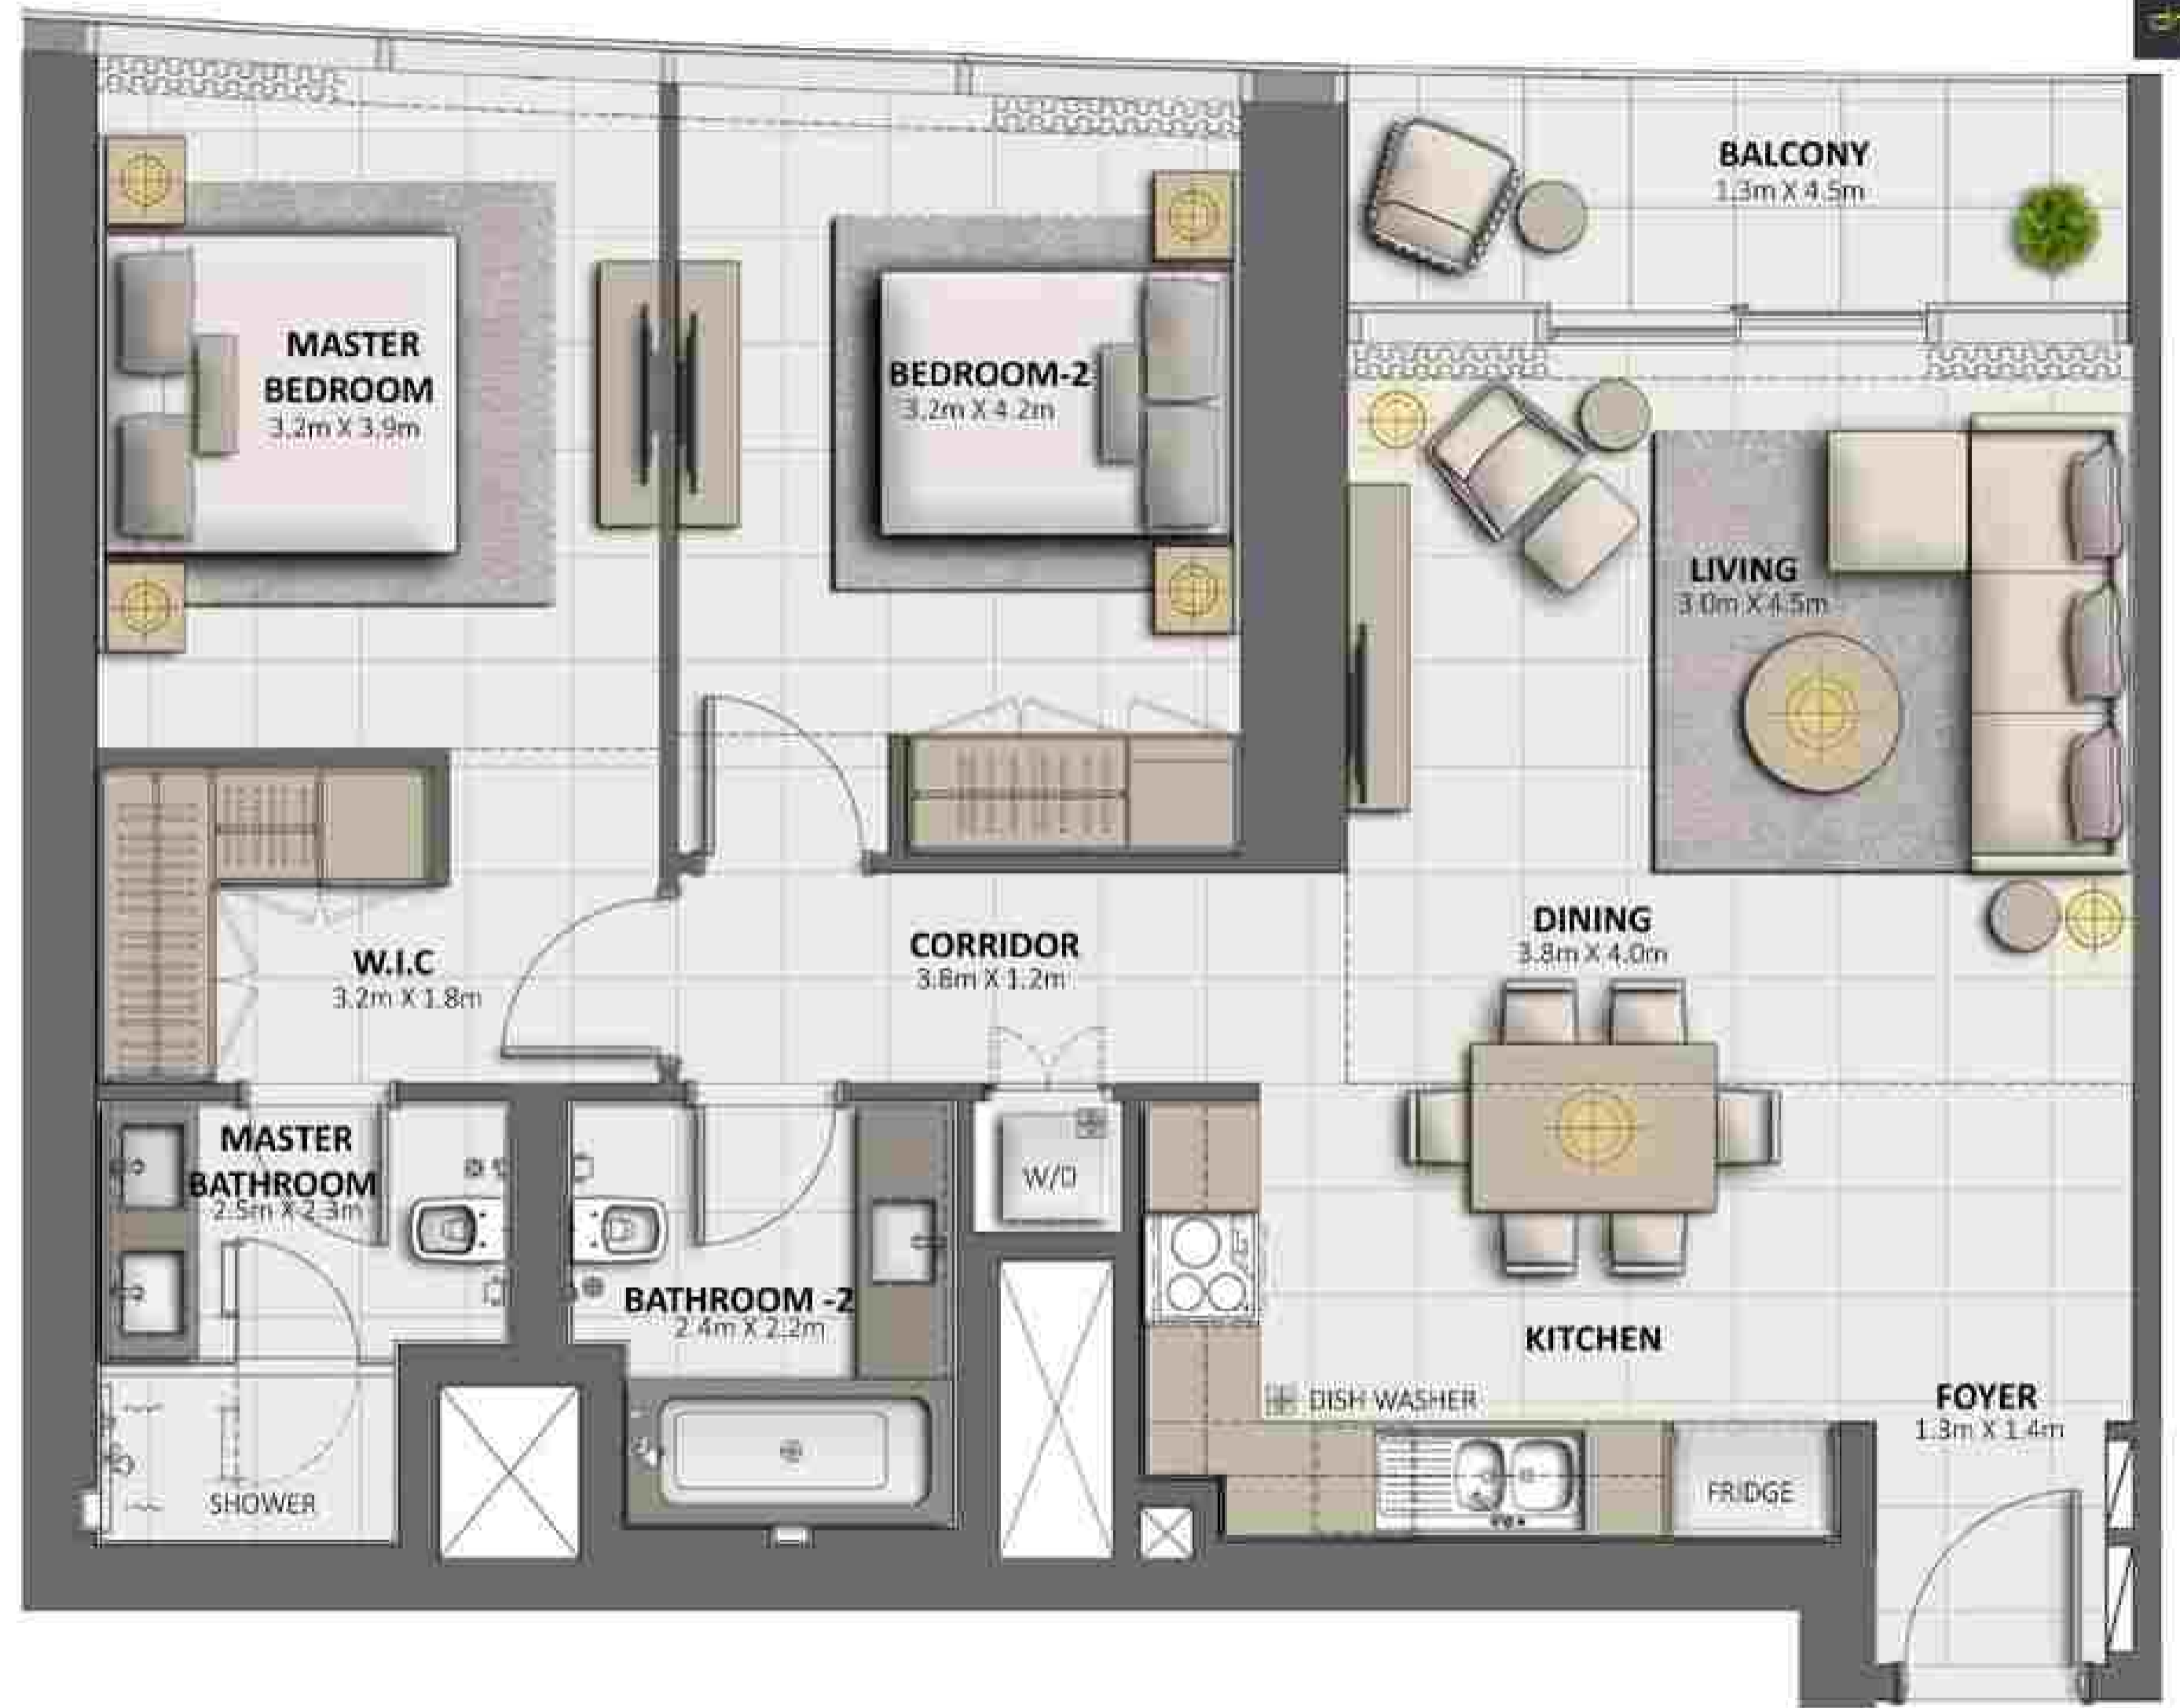 BALCONY
1.3m X 4.5m
MASTER
BEDROOM
3.2m X 3.9m
BEDROOM-2
3.2m X 4.2m
LIVING
3.0m X 4.5m
DINING
3.8m X 4.0m
CORRIDOR
3.8m X 1.2m
W.I.C
3.2m X 1.8m
MASTER
BATHROOM
2.5m X 2.3m
W/D
BATHROOM -2
2.4m X 2.2m
KITCHEN
DISH WASHER
FOYER
1.3m X 1.4m
FRIDGE
SHOWER